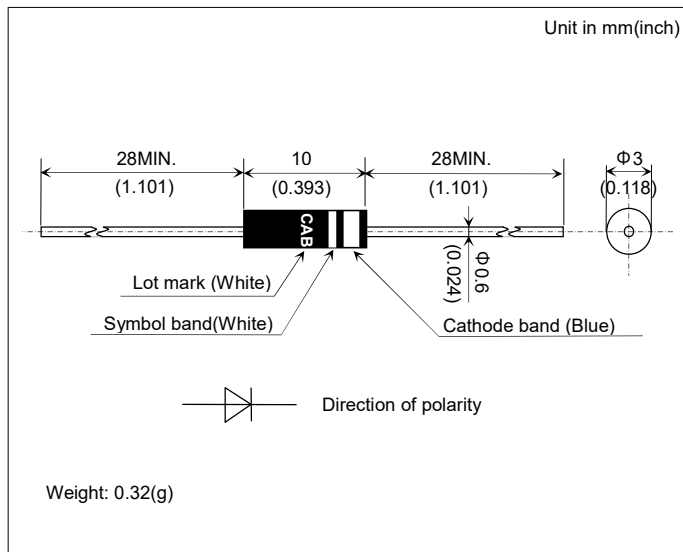 Unit in mm(inch)
28MIN.
(1.101)
10
(0.393)
28MIN.
(1.101)
Φ3
(0.118)
CAB
Φ0.6
(0.024)
Lot mark (White)
Symbol band(White)
Cathode band (Blue)
Direction of polarity
Weight: 0.32(g)